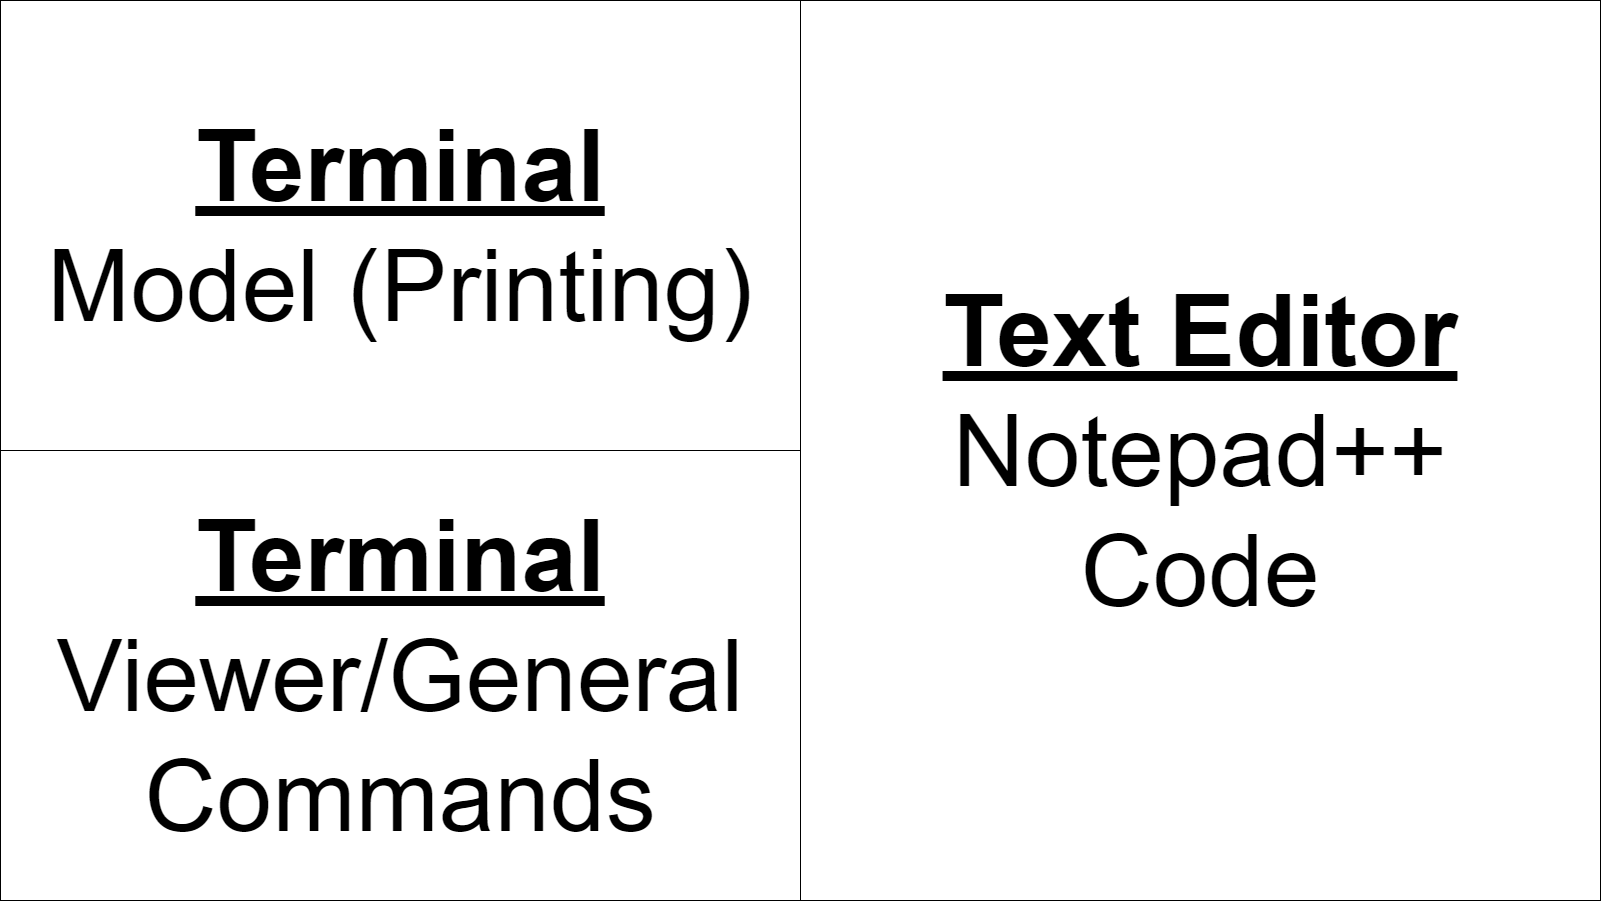 Terminal
Model (Printing)
Terminal
Viewer/General
Commands
Text Editor
Notepad++
Code